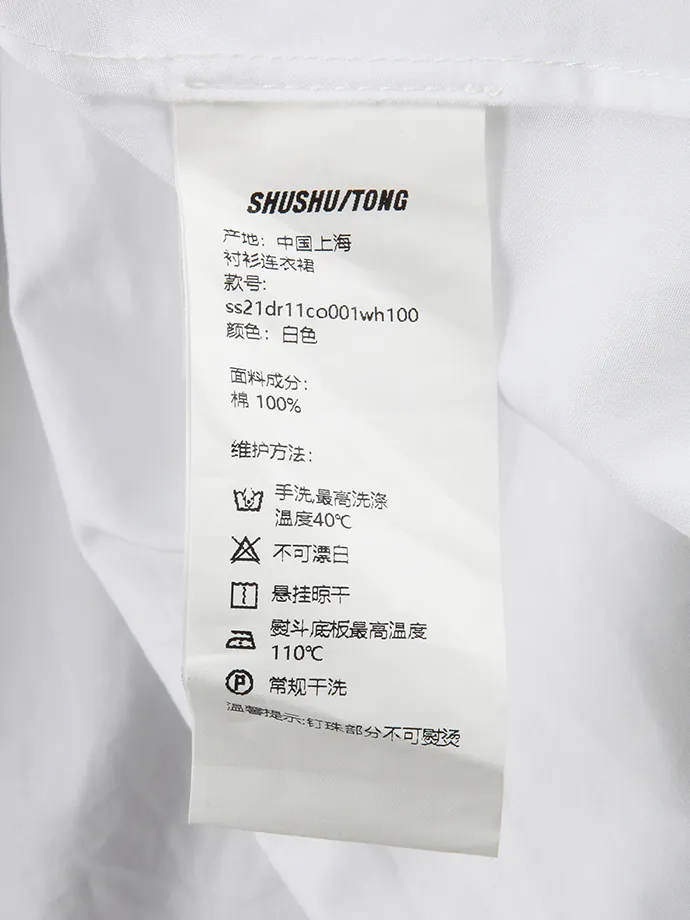 SHUSHU/TONG
产地：中国上海
衬衫连衣裙
款号:
ss21dr11co001wh100
颜色：白色
面料成分：
棉 100%
维护方法：
手洗,最高洗涤
温度40℃
不可漂白
悬挂晾干
熨斗底板最高温度
110℃
P
常规干洗
温馨提示:钉珠部分不可熨烫